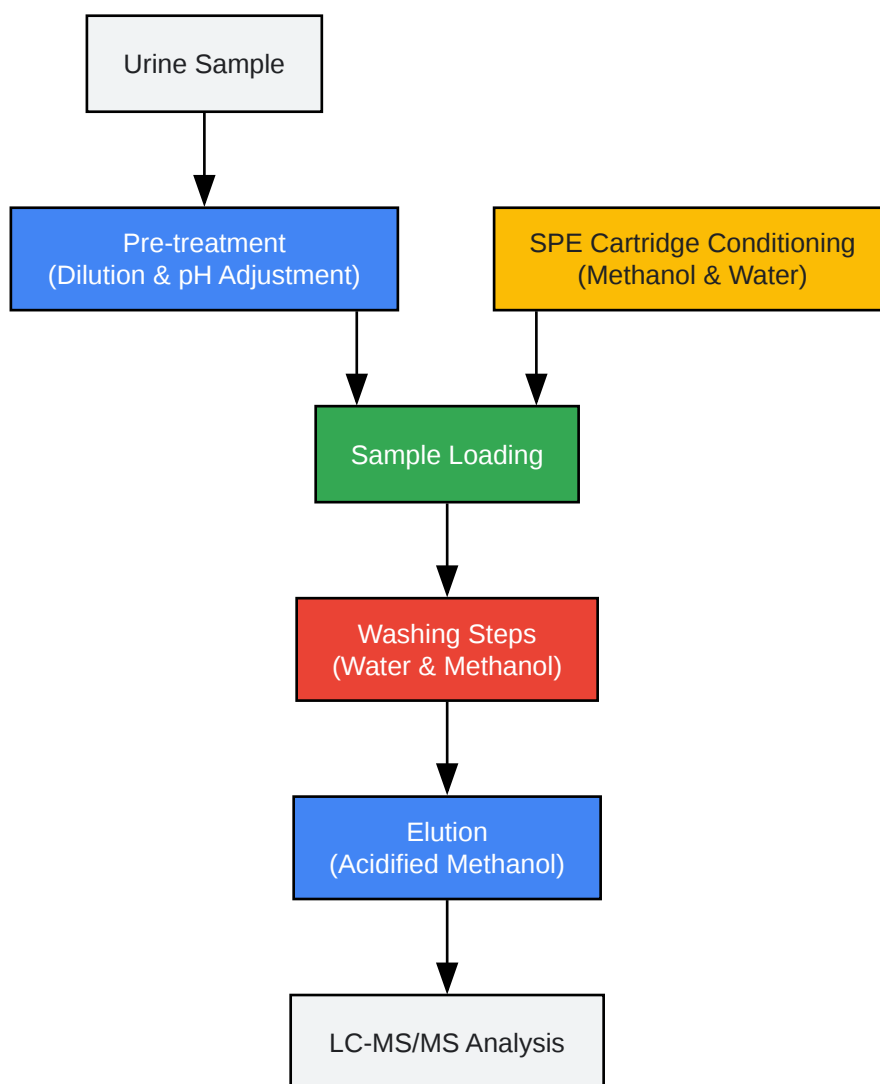 Urine Sample
Pre-treatment
(Dilution & pH Adjustment)
SPE Cartridge Conditioning
(Methanol & Water)
Sample Loading
Washing Steps
(Water & Methanol)
Elution
(Acidified Methanol)
LC-MS/MS Analysis